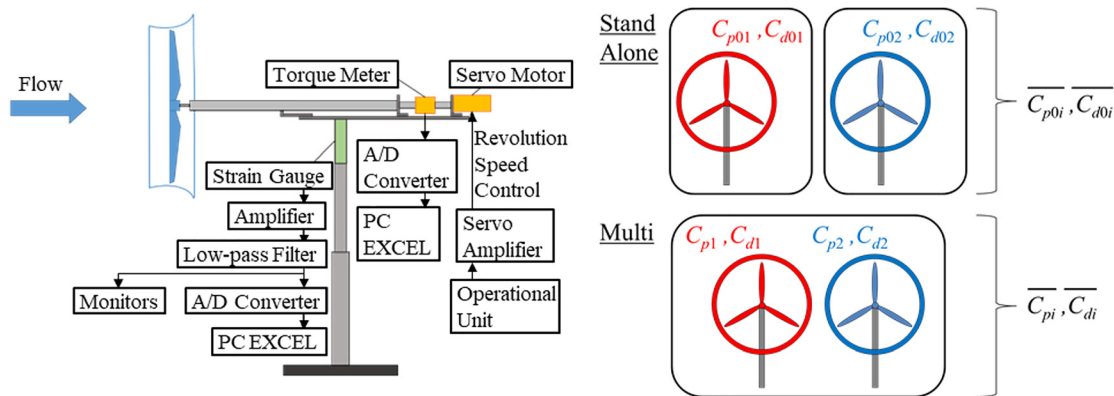 Flow
Torque Meter
Servo Motor
Strain Gauge
Amplifier
Low-pass Filter
Monitors
A/D Converter
PC EXCEL
A/D
Converter
PC
EXCEL
Revolution
Speed
Control
Servo
Amplifier
Operational
Unit
Stand
Alone
C_{p01}, C_{d01}
C_{p02}, C_{d02}
\overline{C_{p0i}}, \overline{C_{d0i}}
Multi
C_{p1}, C_{d1}
C_{p2}, C_{d2}
\overline{C_{pi}}, \overline{C_{di}}